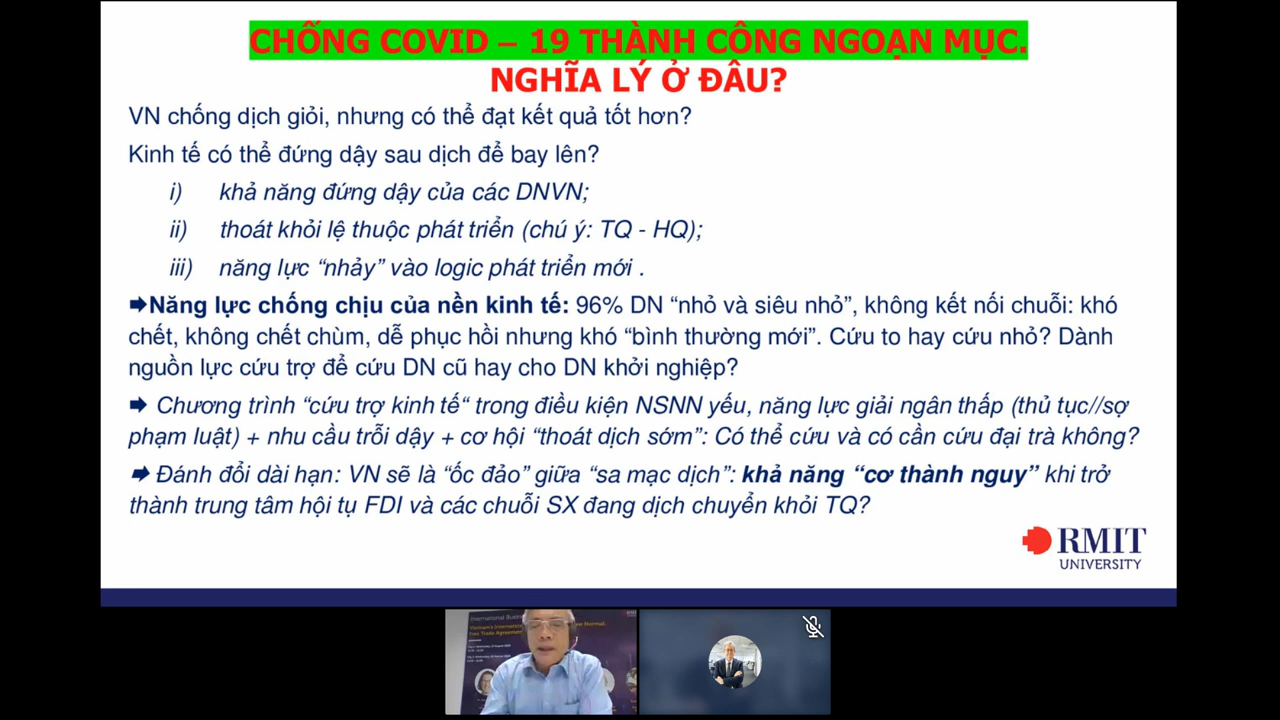 CHỐNG COVID – 19 THÀNH CÔNG NGOẠN MỤC.
NGHĨA LÝ Ở ĐÂU?
VN chống dịch giỏi, nhưng có thể đạt kết quả tốt hơn?
Kinh tế có thể đứng dậy sau dịch để bay lên?
i) khả năng đứng dậy của các DNVN;
ii) thoát khỏi lệ thuộc phát triển (chú ý: TQ - HQ);
iii) năng lực “nhảy” vào logic phát triển mới .
➡Năng lực chống chịu của nền kinh tế: 96% DN “nhỏ và siêu nhỏ”, không kết nối chuỗi: khó
chết, không chết chùm, dễ phục hồi nhưng khó “bình thường mới”. Cứu to hay cứu nhỏ? Dành
nguồn lực cứu trợ để cứu DN cũ hay cho DN khởi nghiệp?
➡ Chương trình “cứu trợ kinh tế“ trong điều kiện NSNN yếu, năng lực giải ngân thấp (thủ tục//sợ
phạm luật) + nhu cầu trỗi dậy + cơ hội “thoát dịch sớm”: Có thể cứu và có cần cứu đại trà không?
➡ Đánh đổi dài hạn: VN sẽ là “ốc đảo” giữa “sa mạc dịch”: khả năng “cơ thành nguy” khi trở
thành trung tâm hội tụ FDI và các chuỗi SX đang dịch chuyển khỏi TQ?
RMIT
UNIVERSITY
International Busine
Vietnam's Internation
Free Trade Agreemen
w Normal,